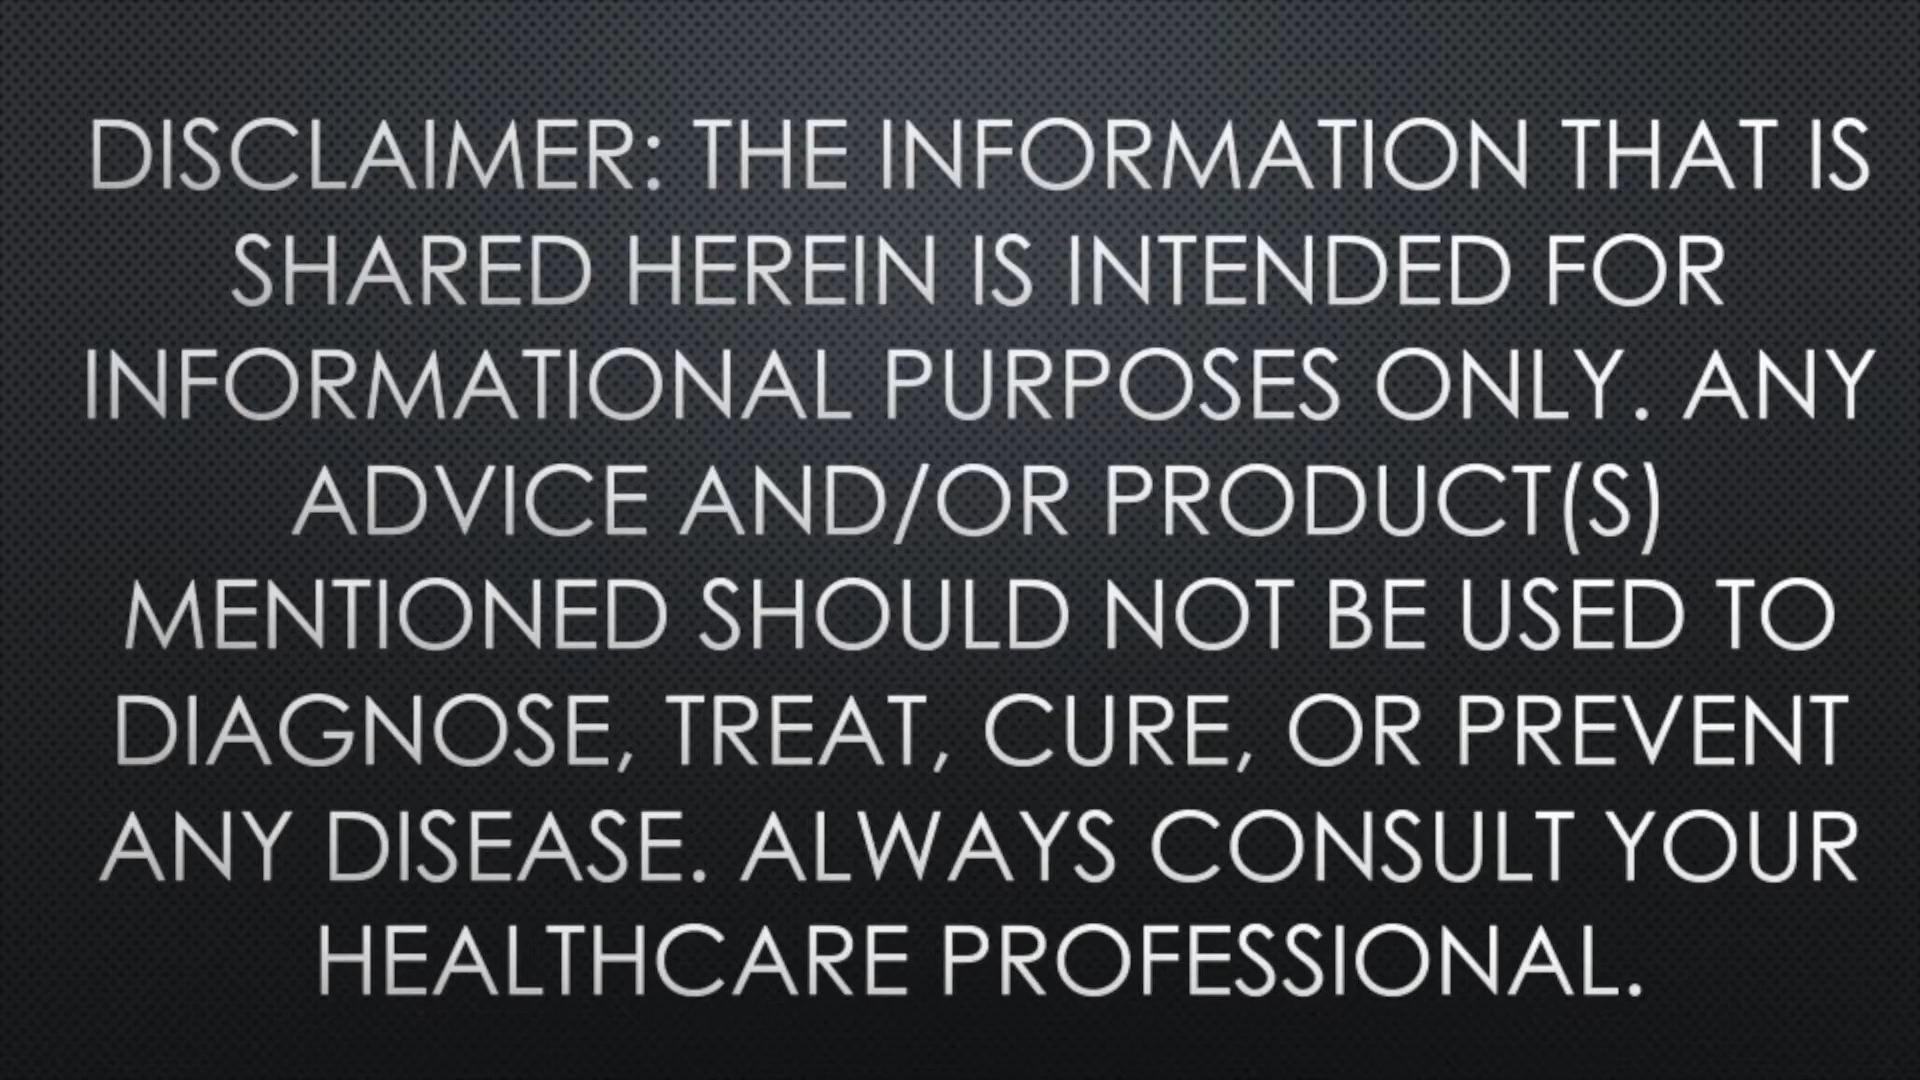 DISCLAIMER: THE INFORMATION THAT IS
SHARED HEREIN IS INTENDED FOR
INFORMATIONAL PURPOSES ONLY. ANY
ADVICE AND/OR PRODUCT(S)
MENTIONED SHOULD NOT BE USED TO
DIAGNOSE, TREAT, CURE, OR PREVENT
ANY DISEASE. ALWAYS CONSULT YOUR
HEALTHCARE PROFESSIONAL.